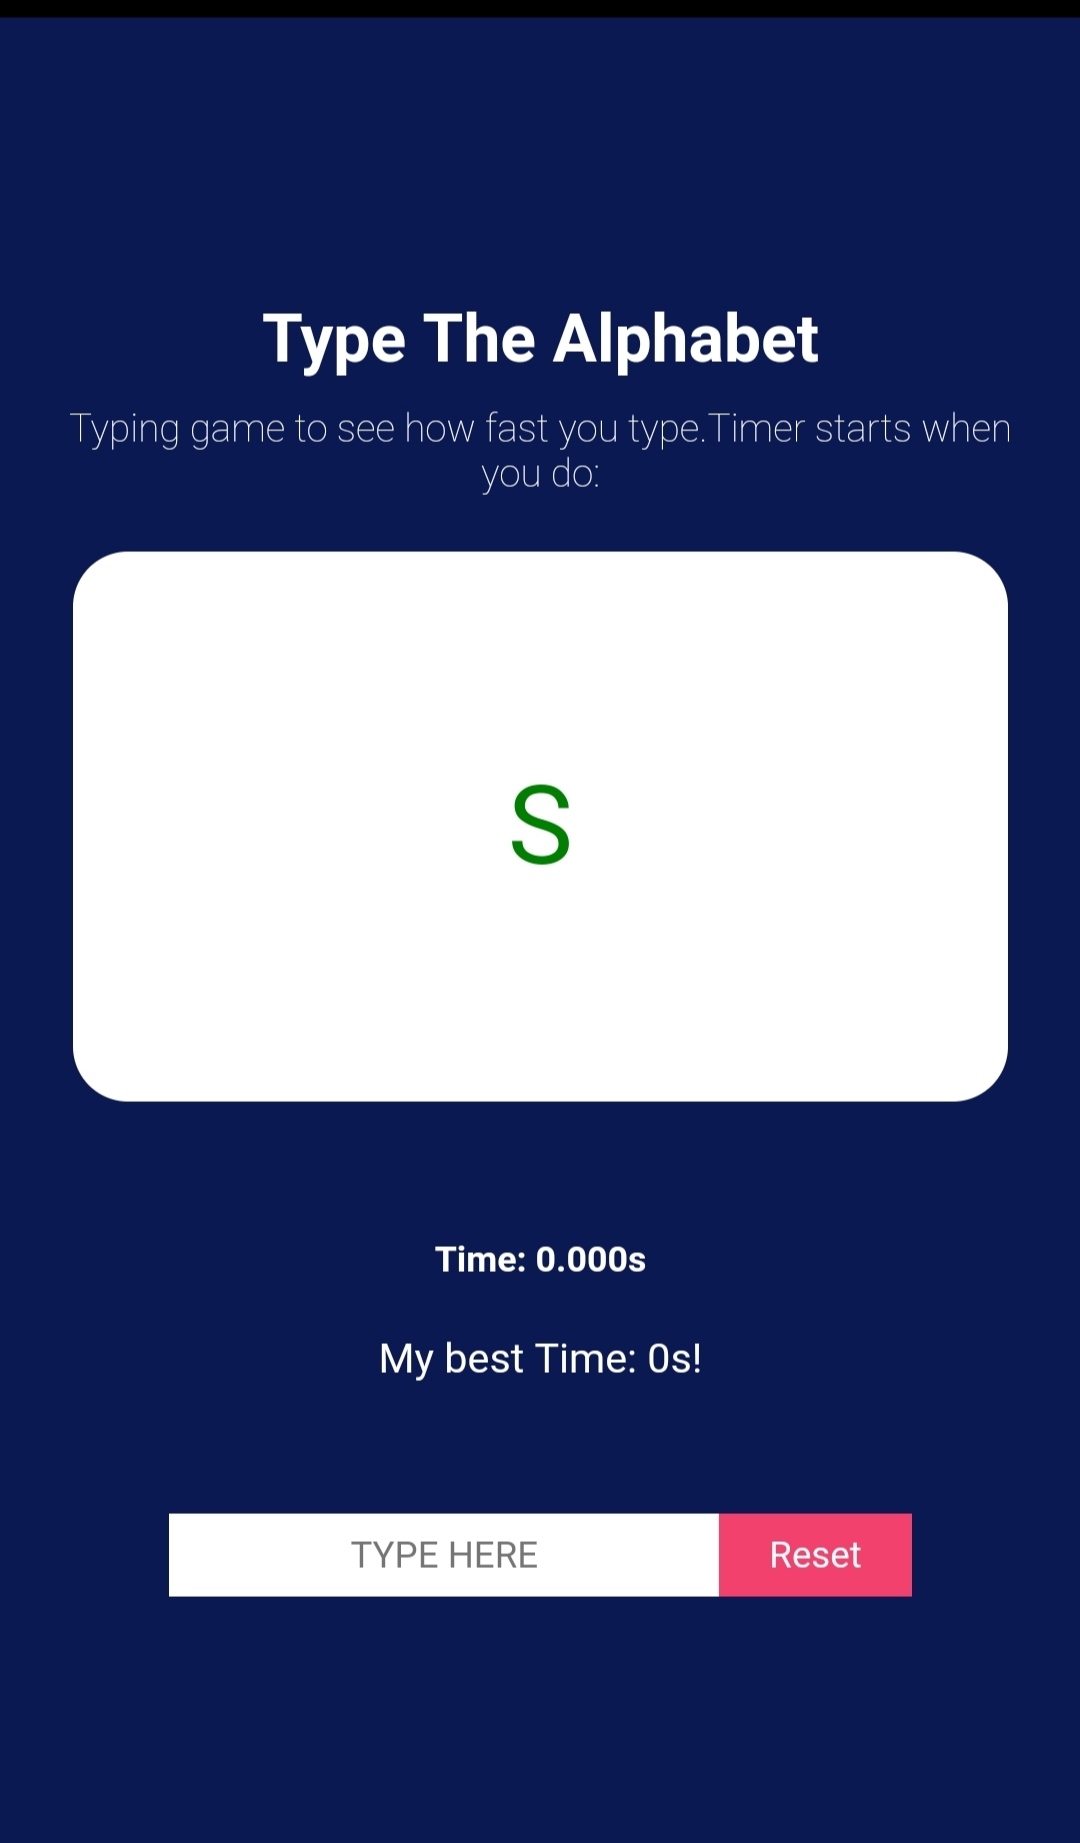 Type The Alphabet
Typing game to see how fast you type.Timer starts when
you do:
S
Time: 0.000s
My best Time: 0s!
TYPE HERE
Reset